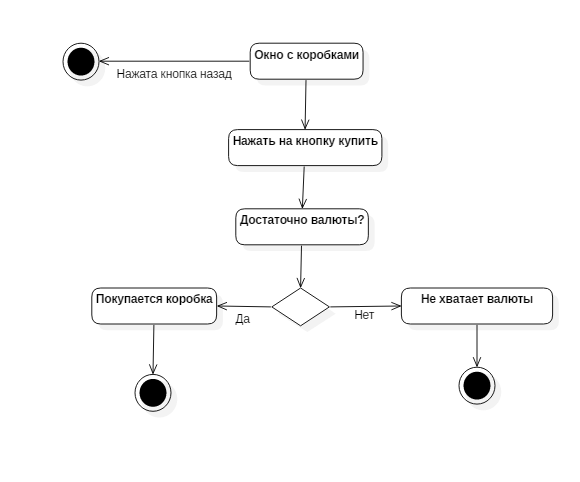 Окно с коробками
Нажата кнопка назад
Нажать на кнопку купить
Достаточно валюты?
Покупается коробка
Не хватает валюты
Да
Нет